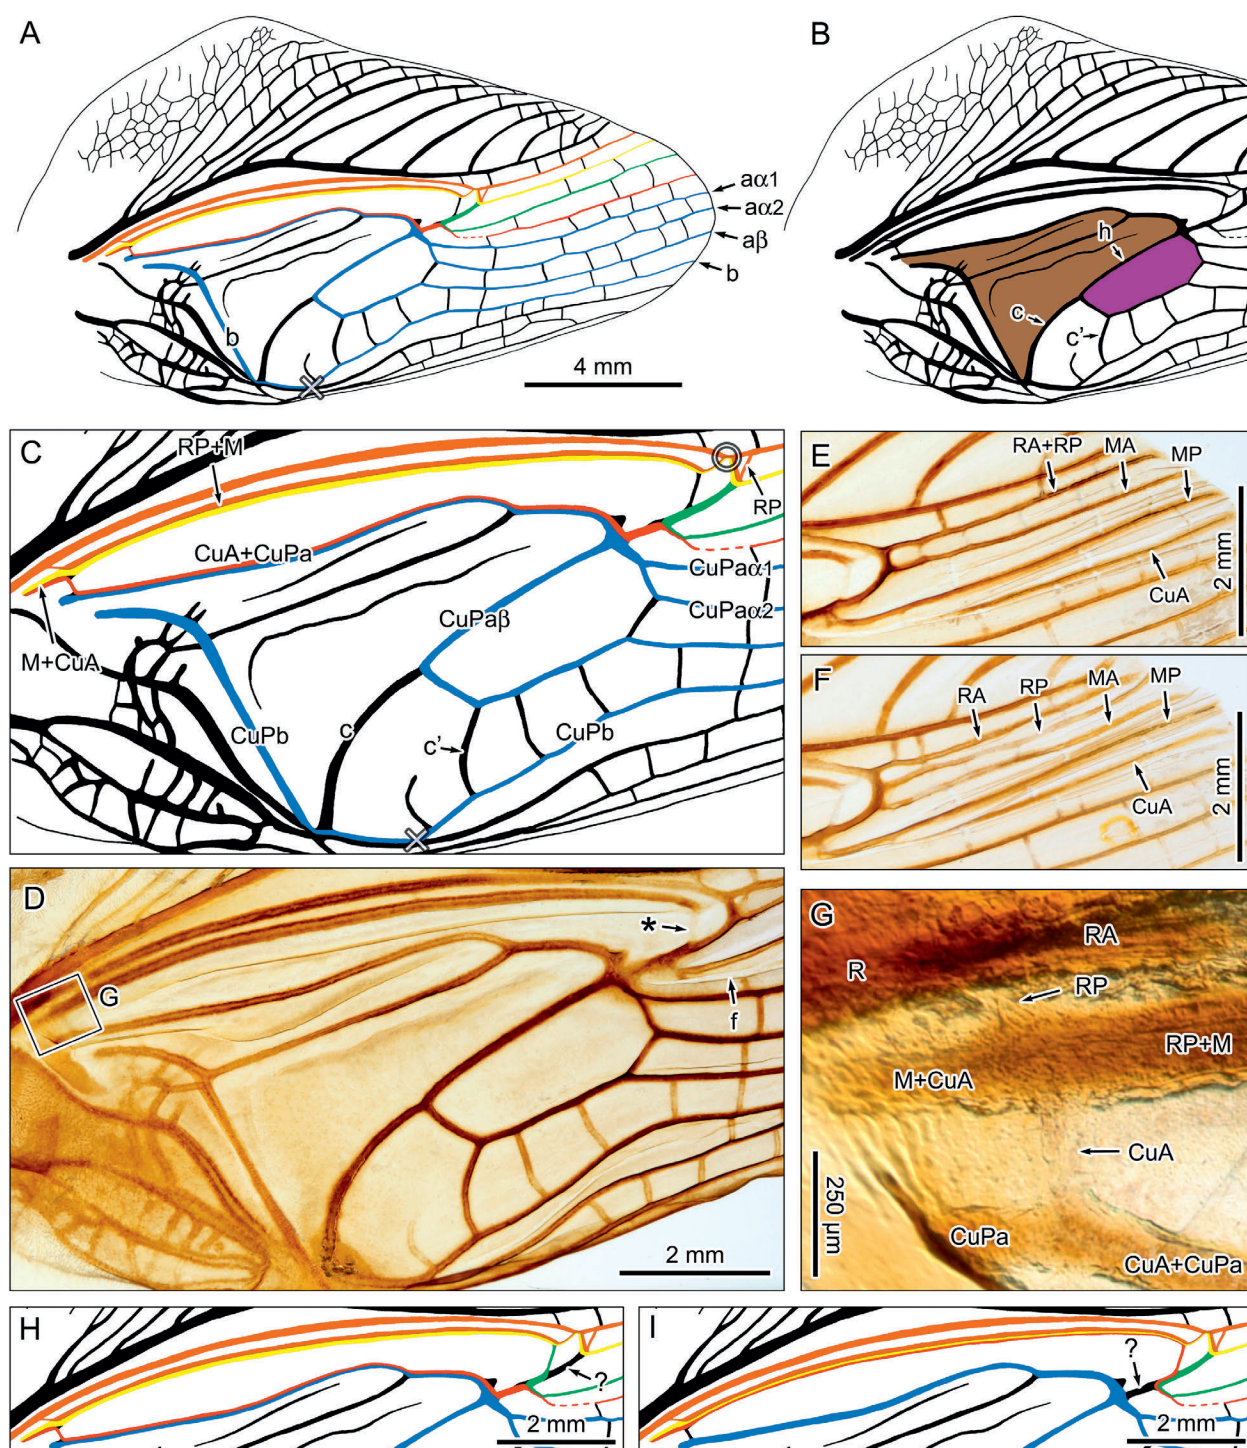 A
aα1
aα2
aβ
b
b
4 mm
B
h
c
c'
C
RP+M
RP
CuA+CuPa
CuPaα1
CuPaβ
CuPaα2
M+CuA
CuPb
c
c'
CuPb
E
RA+RP
MA
MP
CuA
2 mm
F
RA
RP
MA
MP
CuA
2 mm
D
*
G
f
2 mm
G
RA
R
RP
RP+M
M+CuA
CuA
250 µm
CuPa
CuA+CuPa
H
?
2 mm
I
?
2 mm